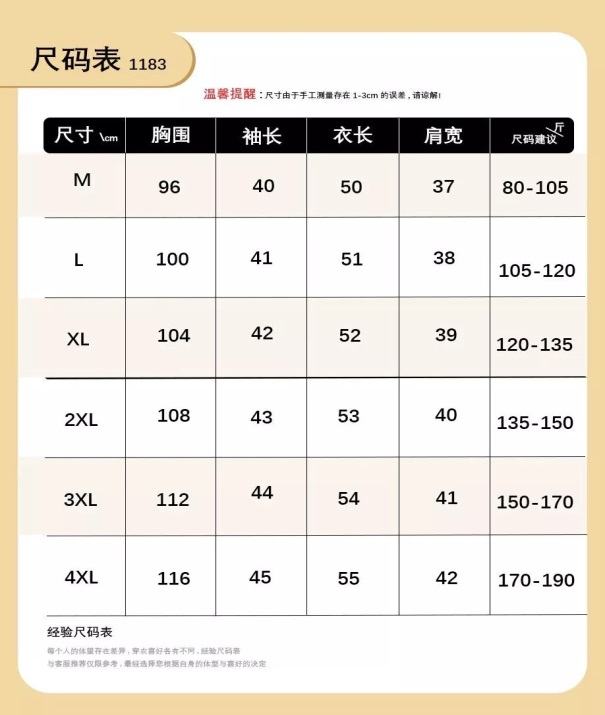 尺码表 1183
温馨提醒：尺寸由于手工测量存在 1-3cm 的误差，请谅解!
尺寸 \cm 胸围 袖长 衣长 肩宽 尺码建议\斤
M 96 40 50 37 80-105
L 100 41 51 38 105-120
XL 104 42 52 39 120-135
2XL 108 43 53 40 135-150
3XL 112 44 54 41 150-170
4XL 116 45 55 42 170-190
经验尺码表
每个人的体型存在差异，穿衣喜好各有不同，经验尺码表
与客服推荐仅限参考，最终选择您根据自身的体型与喜好的决定